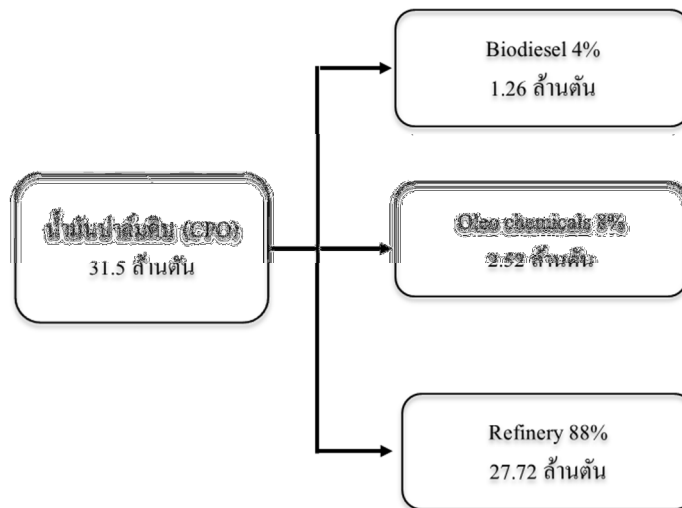 Biodiesel 4%
1.26 ล้านตัน
น้ำมันปาล์มดิบ (CPO)
31.5 ล้านตัน
Oleo chemicals 8%
2.52 ล้านตัน
Refinery 88%
27.72 ล้านตัน